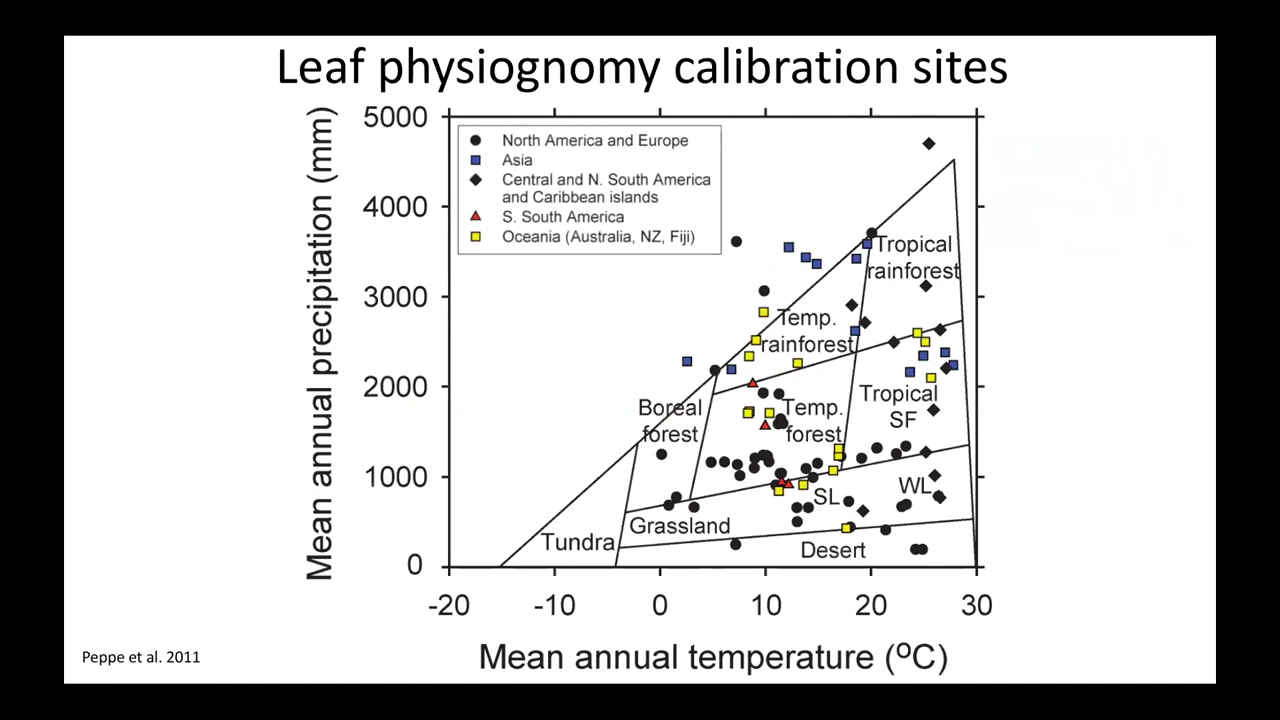 Leaf physiognomy calibration sites
Mean annual precipitation (mm)
5000
4000
3000
2000
1000
0
North America and Europe
Asia
Central and N. South America
and Caribbean islands
S. South America
Oceania (Australia, NZ, Fiji)
Tropical
rainforest
Temp.
rainforest
Tropical
SF
Boreal
forest
Temp.
forest
WL
SL
Grassland
Tundra
Desert
-20 -10 0 10 20 30
Mean annual temperature (°C)
Peppe et al. 2011